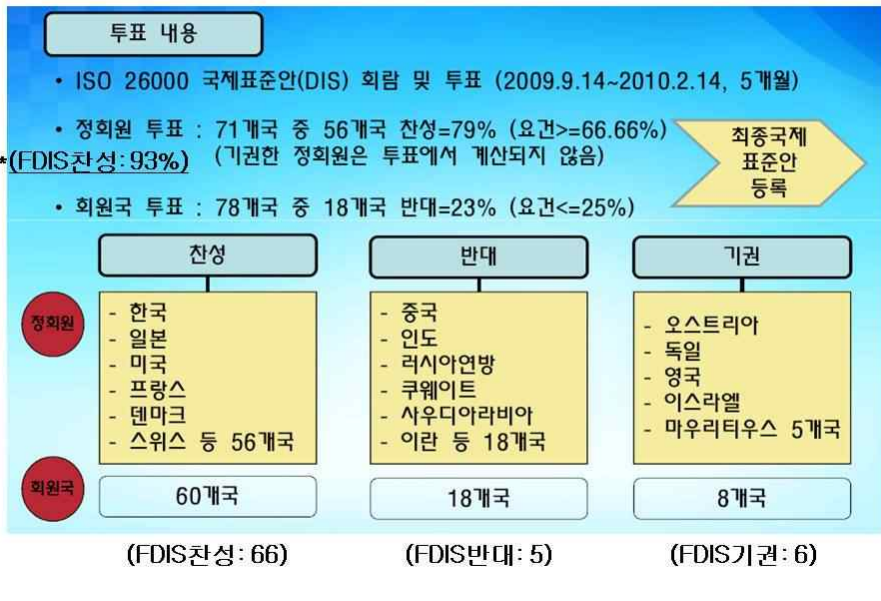 투표 내용
• ISO 26000 국제표준안(DIS) 회람 및 투표 (2009.9.14~2010.2.14, 5개월)
• 정회원 투표 : 71개국 중 56개국 찬성=79% (요건>=66.66%)
*(FDIS찬성:93%) (기권한 정회원은 투표에서 계산되지 않음)
최종국제
표준안
등록
• 회원국 투표 : 78개국 중 18개국 반대=23% (요건<=25%)
찬성
반대
기권
정회원
- 한국
- 일본
- 미국
- 프랑스
- 덴마크
- 스위스 등 56개국
- 중국
- 인도
- 러시아연방
- 쿠웨이트
- 사우디아라비아
- 이란 등 18개국
- 오스트리아
- 독일
- 영국
- 이스라엘
- 마우리티우스 5개국
회원국
60개국
18개국
8개국
(FDIS찬성:66)
(FDIS반대:5)
(FDIS기권:6)